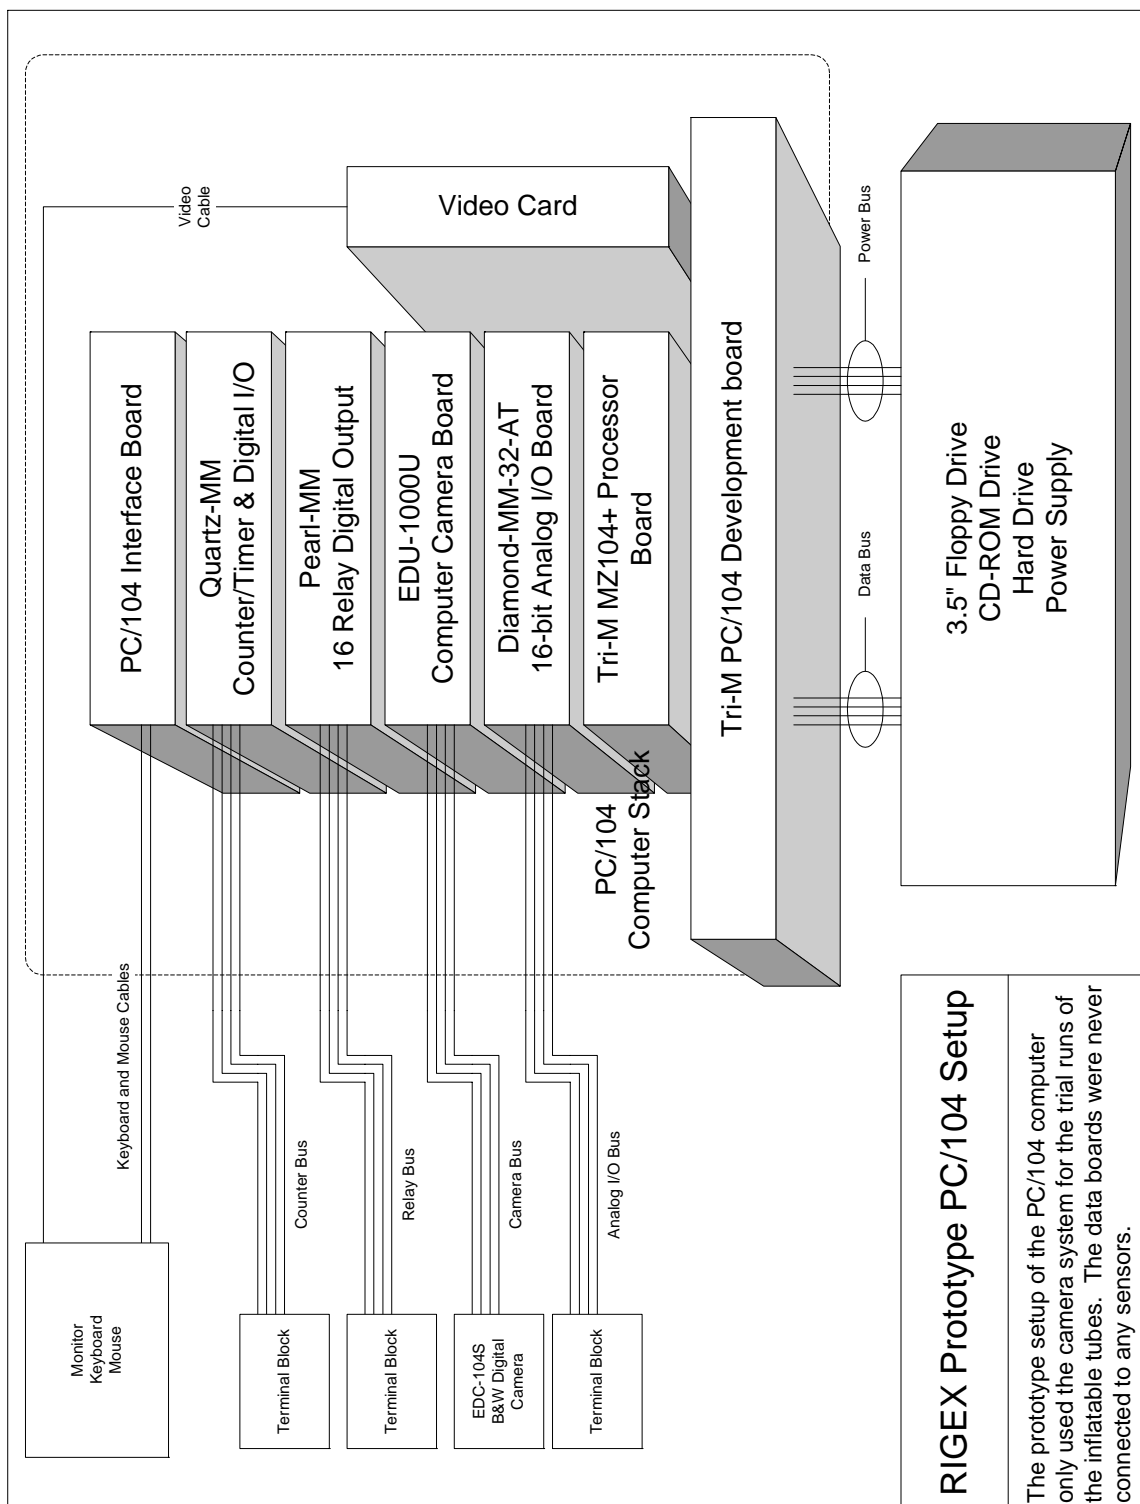 Monitor
Keyboard
Mouse
Keyboard and Mouse Cables
Video
Cable
Video Card
PC/104 Interface Board
Quartz-MM
Counter/Timer & Digital I/O
Pearl-MM
16 Relay Digital Output
EDU-1000U
Computer Camera Board
Diamond-MM-32-AT
16-bit Analog I/O Board
Tri-M MZ104+ Processor
Board
PC/104
Computer Stack
Tri-M PC/104 Development board
Terminal Block
Counter Bus
Terminal Block
Relay Bus
EDC-104S
B&W Digital
Camera
Camera Bus
Terminal Block
Analog I/O Bus
Data Bus
Power Bus
3.5" Floppy Drive
CD-ROM Drive
Hard Drive
Power Supply
RIGEX Prototype PC/104 Setup
The prototype setup of the PC/104 computer
only used the camera system for the trial runs of
the inflatable tubes.  The data boards were never
connected to any sensors.